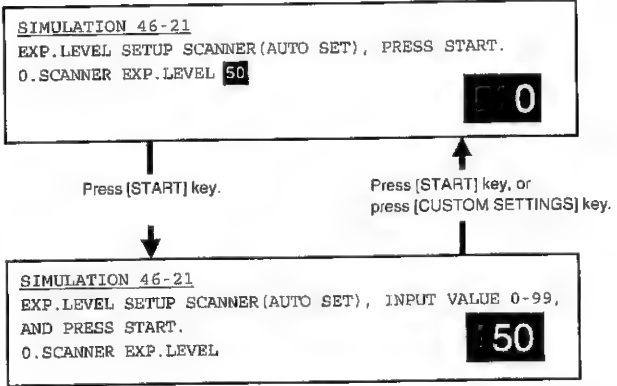 SIMULATION 46-21
EXP.LEVEL SETUP SCANNER(AUTO SET), PRESS START.
0.SCANNER EXP.LEVEL 50
0
Press [START] key.
Press [START] key, or
press [CUSTOM SETTINGS] key.
SIMULATION 46-21
EXP.LEVEL SETUP SCANNER(AUTO SET), INPUT VALUE 0-99,
AND PRESS START.
0.SCANNER EXP.LEVEL
50